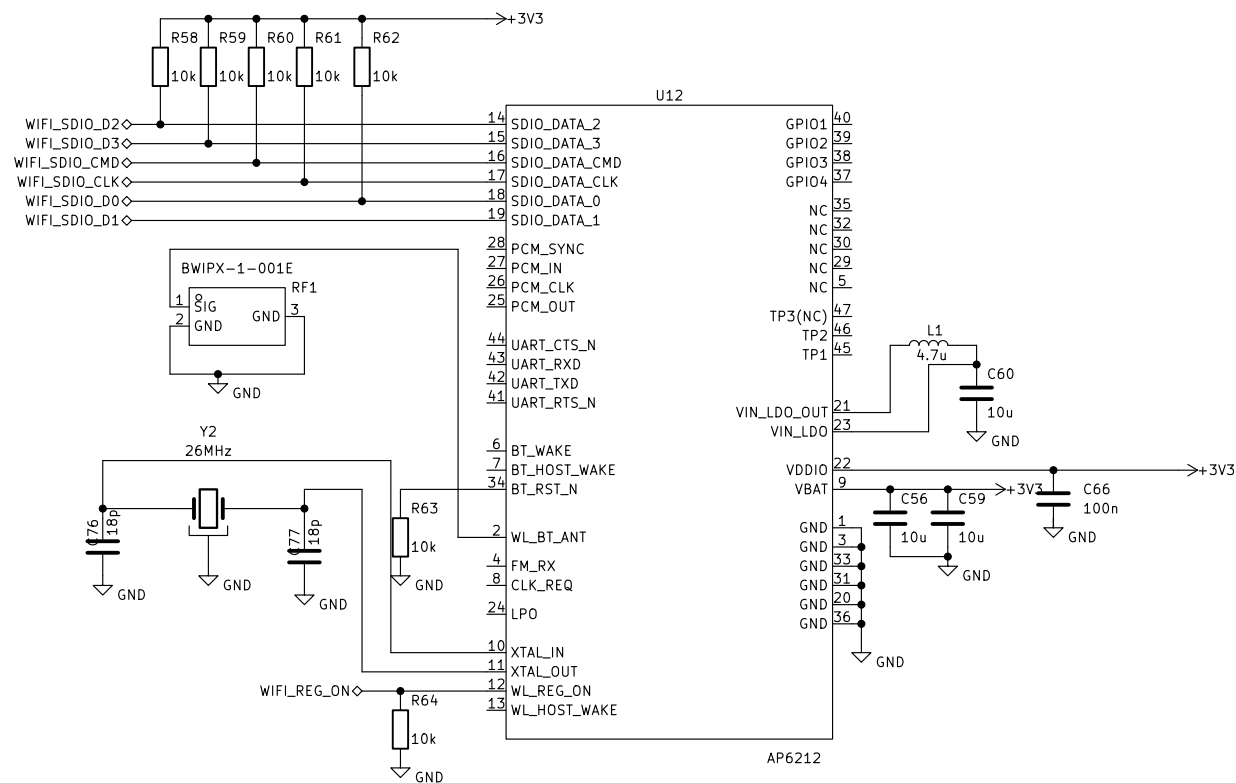 +3V3
R58 R59 R60 R61 R62
10k 10k 10k 10k 10k
U12
WIFI_SDIO_D2 14 SDIO_DATA_2 GPIO1 40
WIFI_SDIO_D3 15 SDIO_DATA_3 GPIO2 39
WIFI_SDIO_CMD 16 SDIO_DATA_CMD GPIO3 38
WIFI_SDIO_CLK 17 SDIO_DATA_CLK GPIO4 37
WIFI_SDIO_D0 18 SDIO_DATA_0 NC 35
WIFI_SDIO_D1 19 SDIO_DATA_1 NC 32
28 PCM_SYNC NC 30
BWIPX-1-001E 27 PCM_IN NC 29
RF1 26 PCM_CLK NC 5
1 SIG 25 PCM_OUT
2 GND GND 3 TP3(NC) 47
TP2 46
L1
44 UART_CTS_N TP1 45
4.7u
43 UART_RXD
C60
42 UART_TXD
GND
41 UART_RTS_N
10u
VIN_LDO_OUT 21
VIN_LDO 23
GND
Y2
26MHz
6 BT_WAKE
7 BT_HOST_WAKE VDDIO 22 +3V3
34 BT_RST_N VBAT 9 +3V3
C66
100n
C56 C59
10u 10u
R63
10k
C76 18p
C77 18p
2 WL_BT_ANT
GND 1
GND
GND 3
4 FM_RX GND 33
GND
8 CLK_REQ GND 31
GND GND GND GND
24 LPO GND 20
GND 36
10 XTAL_IN
GND
11 XTAL_OUT
WIFI_REG_ON 12 WL_REG_ON
R64
13 WL_HOST_WAKE
10k
AP6212
GND